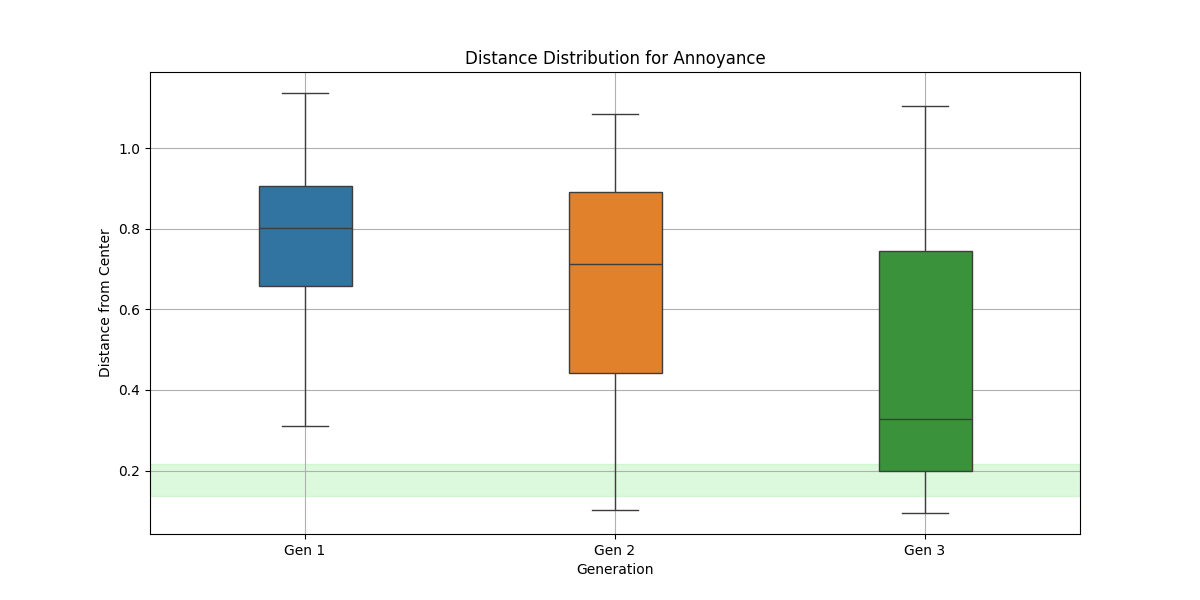 Distance Distribution for Annoyance
Distance from Center
1.0
0.8
0.6
0.4
0.2
Gen 1
Gen 2
Gen 3
Generation